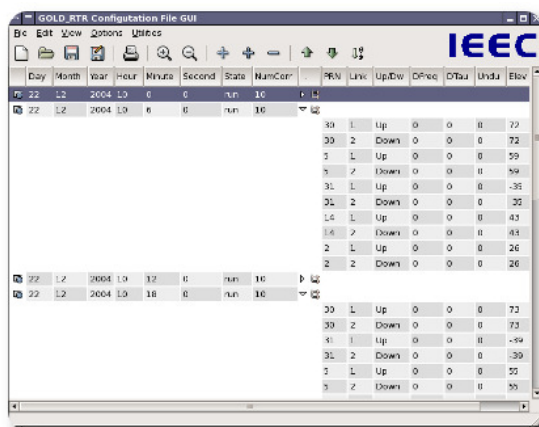 GOLD_RTR Configutation File GUI
File Edit View Options Utilities
IEEC
Day Month Year Hour Minute Second State NumCorr . PRN Link Up/Dw DFreq DTau Undu Elev
22 12 2004 10 0 0 run 10
22 12 2004 10 6 0 run 10
30 1 Up 0 0 0 72
30 2 Down 0 0 0 72
5 1 Up 0 0 0 59
5 2 Down 0 0 0 59
31 1 Up 0 0 0 -35
31 2 Down 0 0 0 35
14 1 Up 0 0 0 43
14 2 Down 0 0 0 43
2 1 Up 0 0 0 26
2 2 Down 0 0 0 26
22 12 2004 10 12 0 run 10
22 12 2004 10 18 0 run 10
30 1 Up 0 0 0 73
30 2 Down 0 0 0 73
31 1 Up 0 0 0 -39
31 2 Down 0 0 0 -39
5 1 Up 0 0 0 55
5 2 Down 0 0 0 55